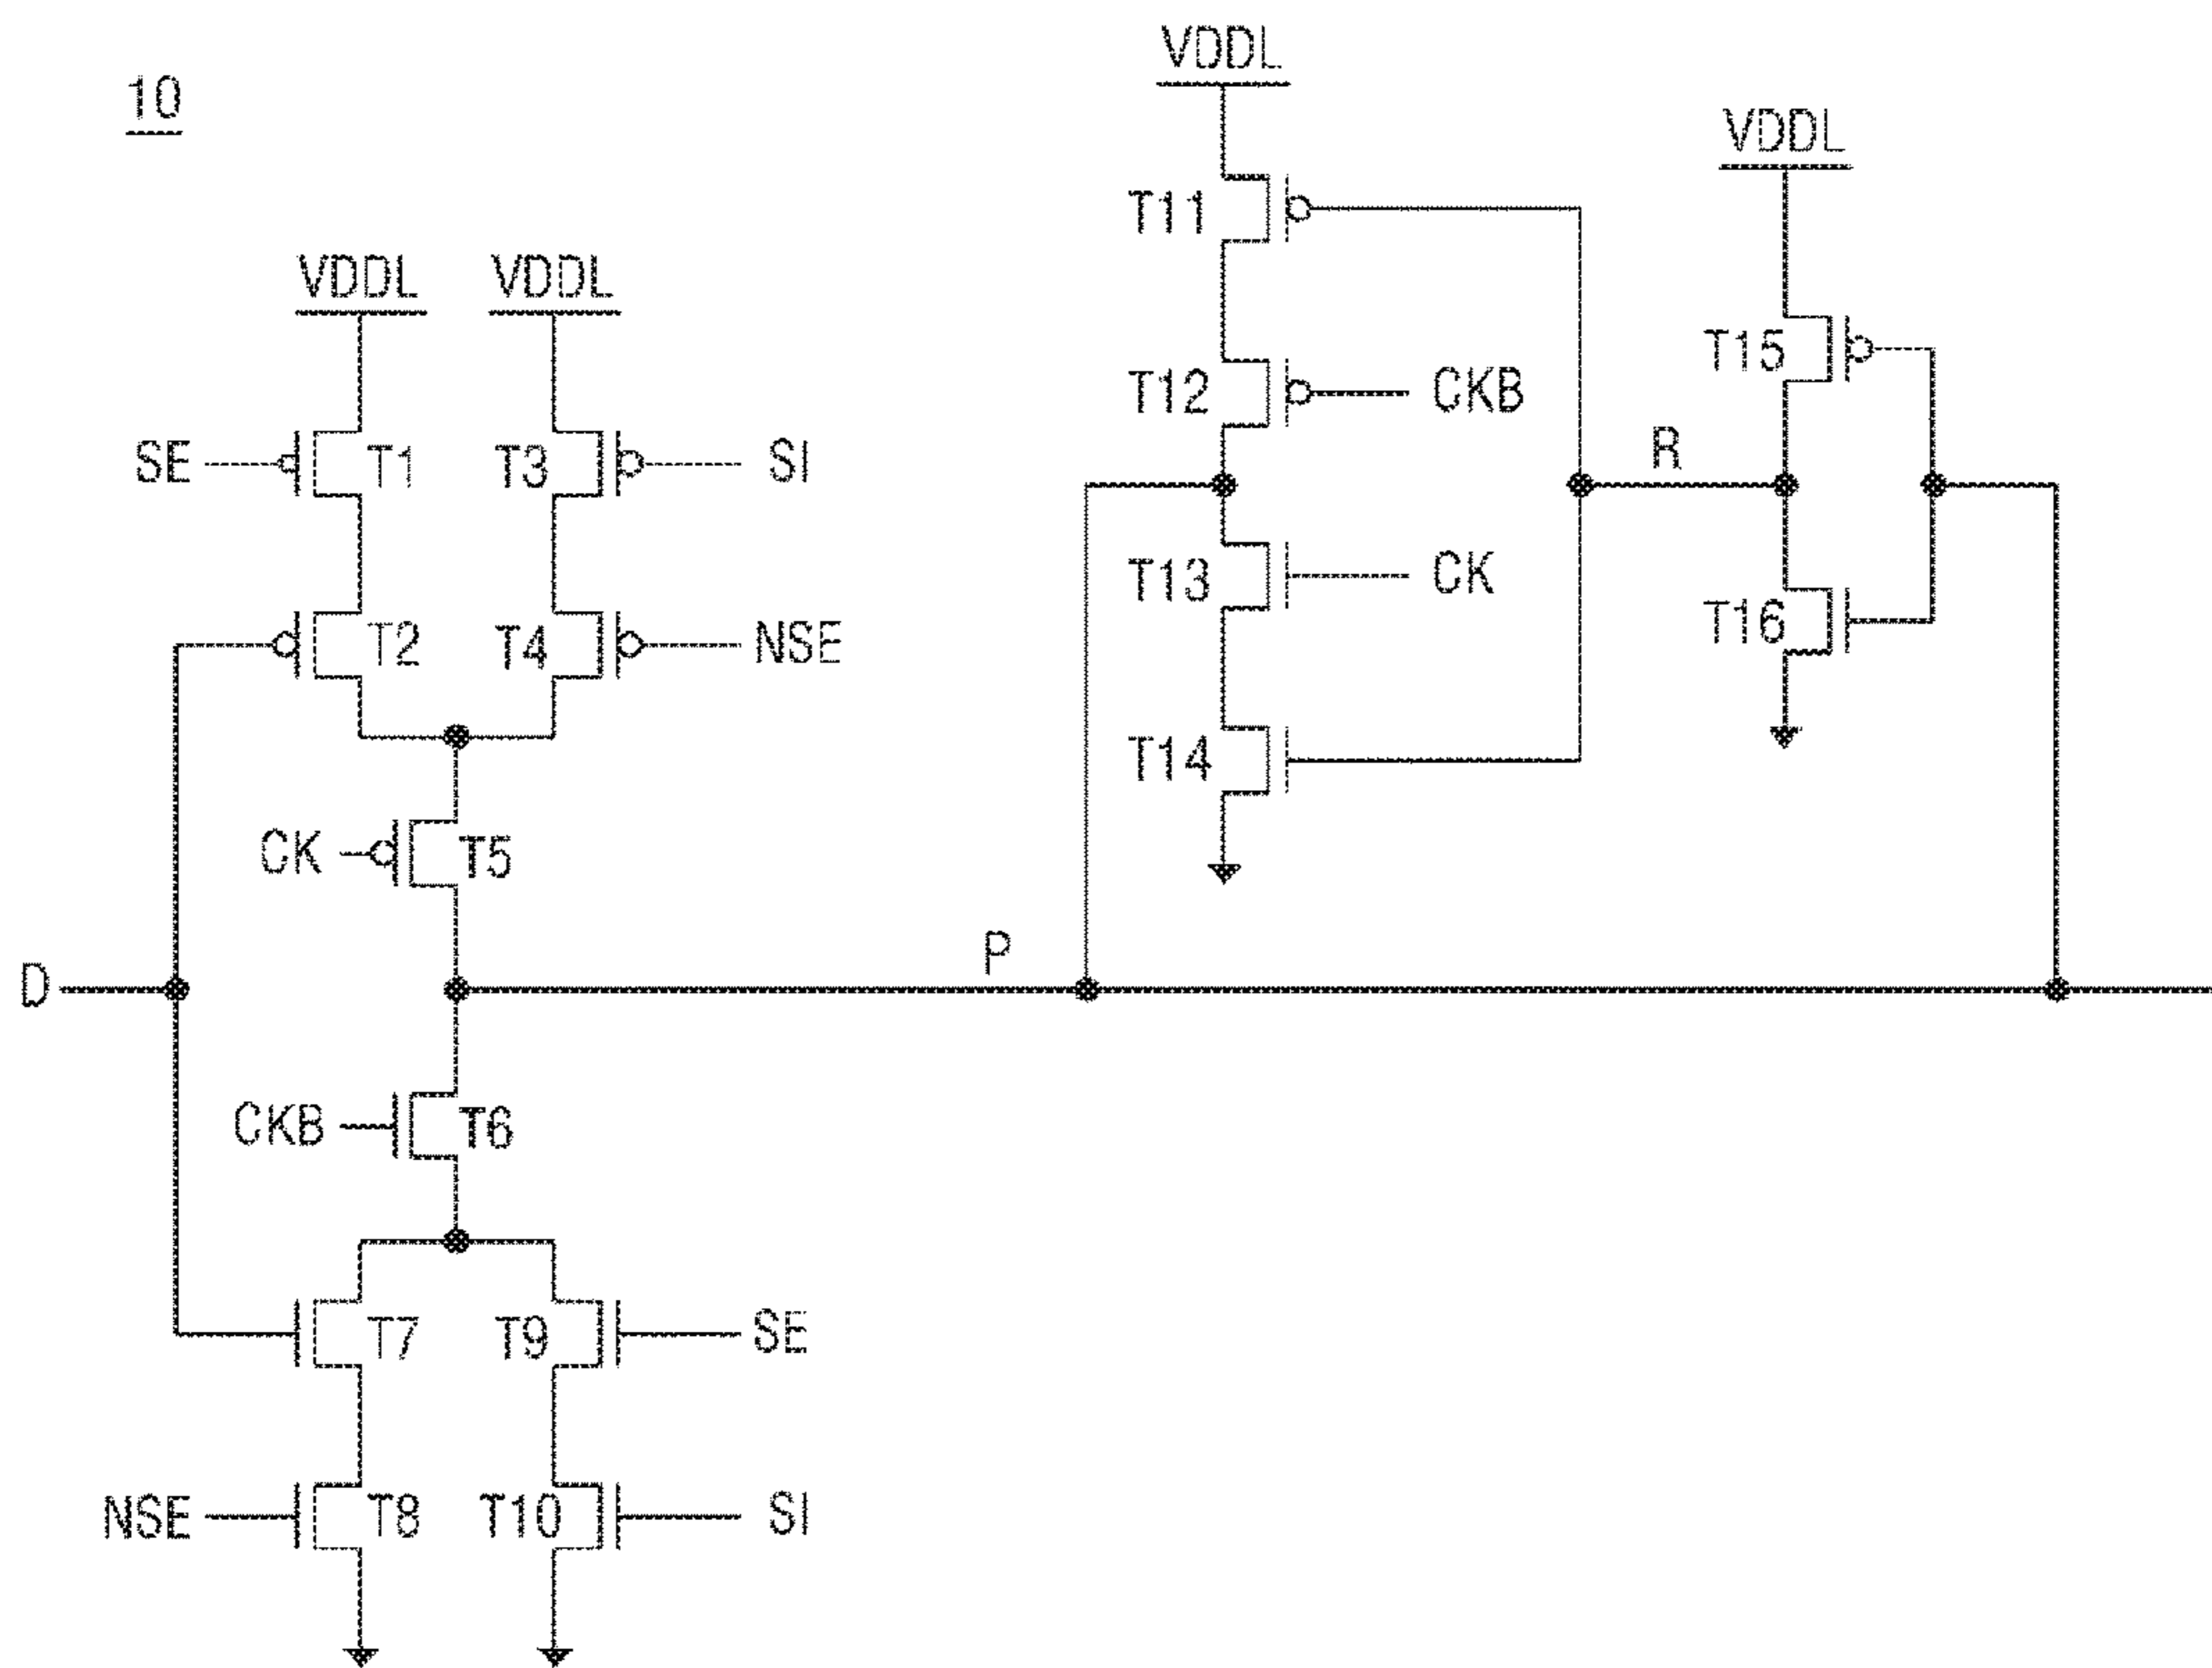 10
VDDL
VDDL
T11
T12
CKB
R
T15
T13
CK
T16
T14
VDDL
VDDL
SE
T1
T3
SI
T2
T4
NSE
CK
T5
D
P
CKB
T6
T7
T9
SE
NSE
T8
T10
SI